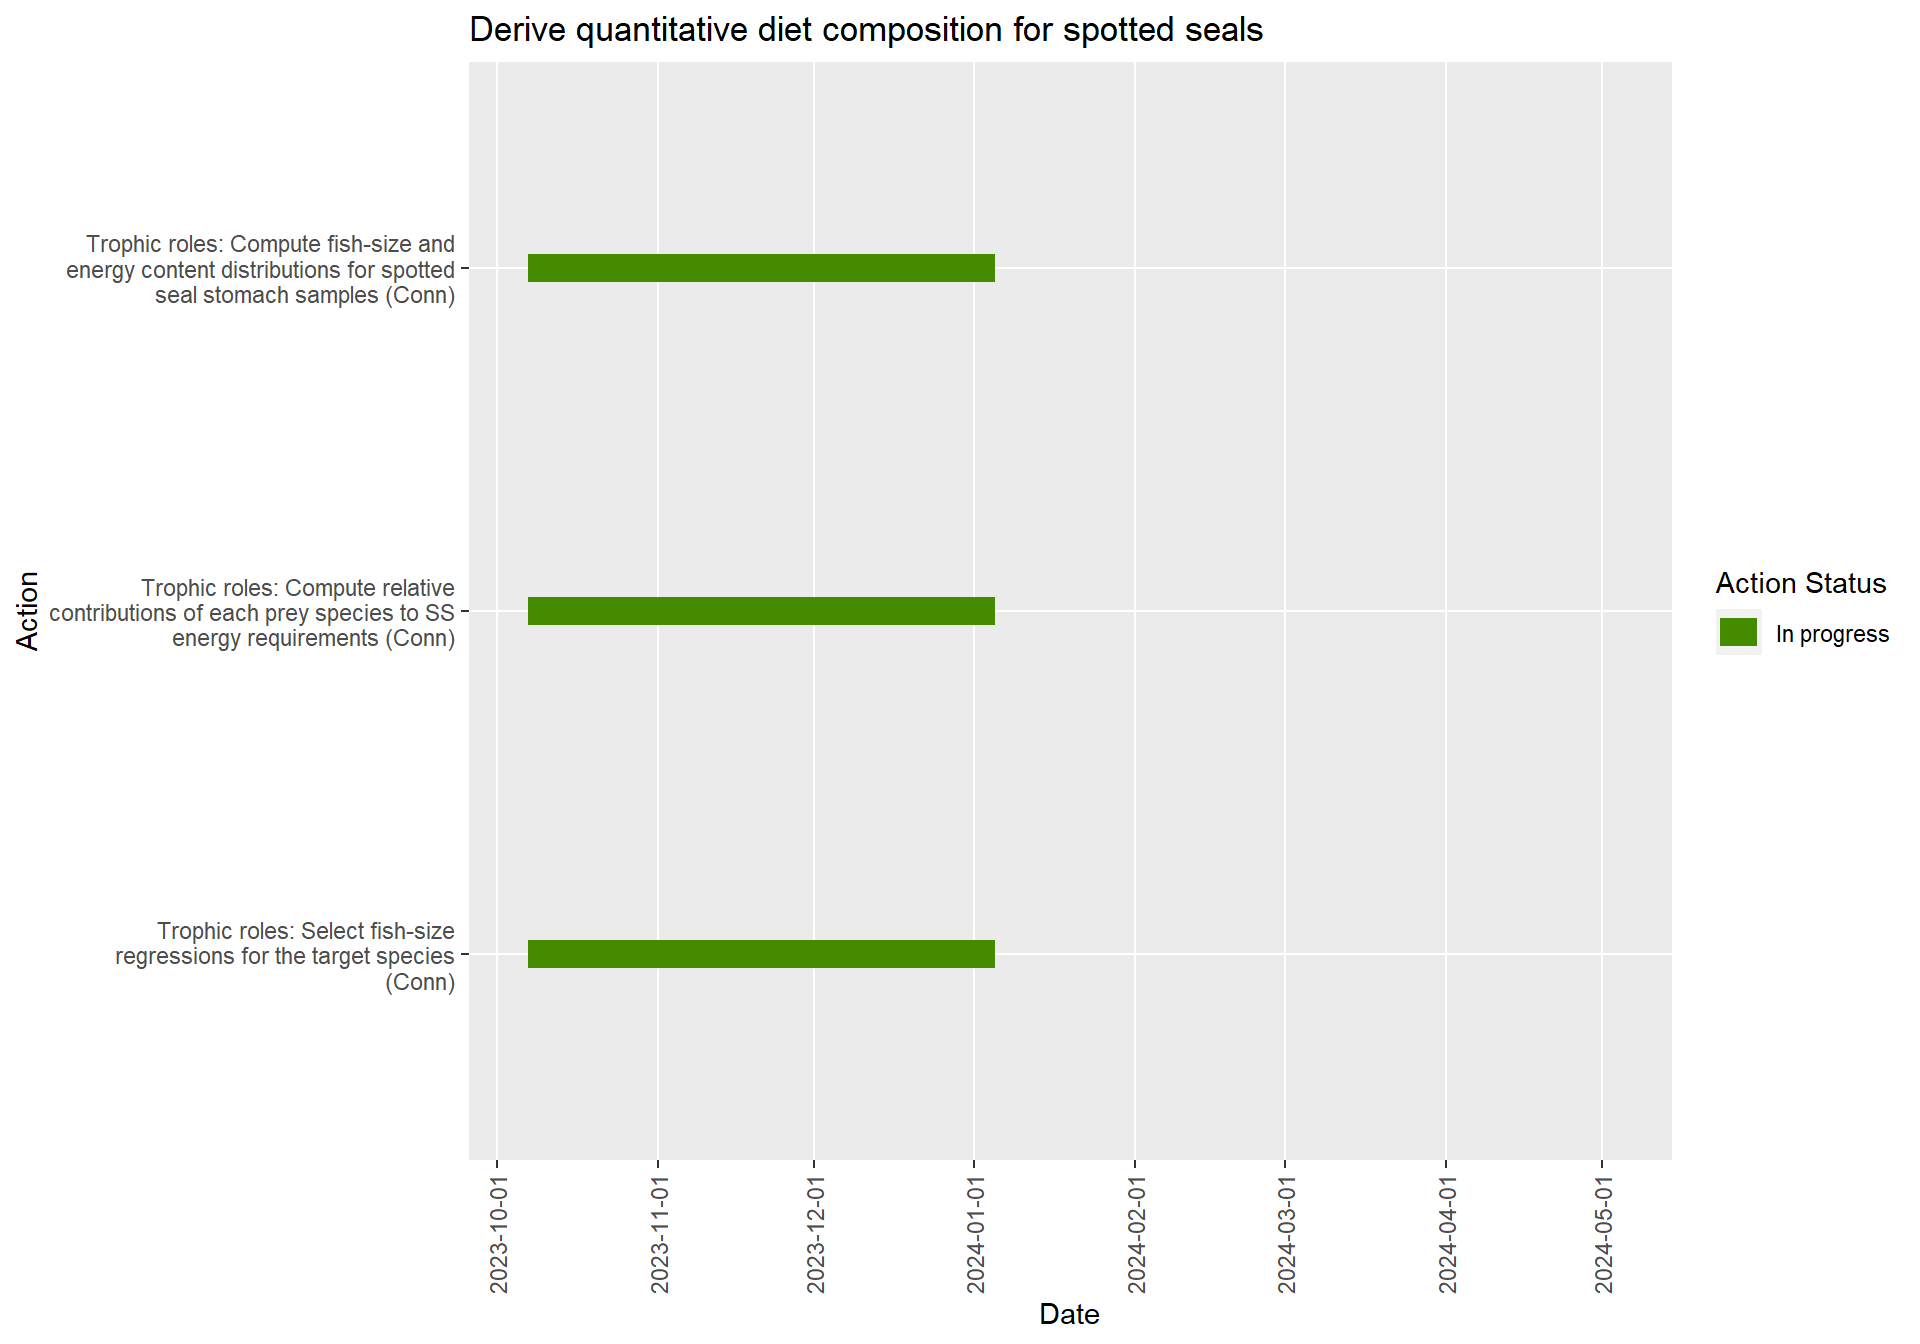 Derive quantitative diet composition for spotted seals
Trophic roles: Compute fish-size and
energy content distributions for spotted
seal stomach samples (Conn)
Trophic roles: Compute relative
contributions of each prey species to SS
energy requirements (Conn)
Trophic roles: Select fish-size
regressions for the target species
(Conn)
Action
Action Status
In progress
2023-10-01
2023-11-01
2023-12-01
2024-01-01
2024-02-01
2024-03-01
2024-04-01
2024-05-01
Date